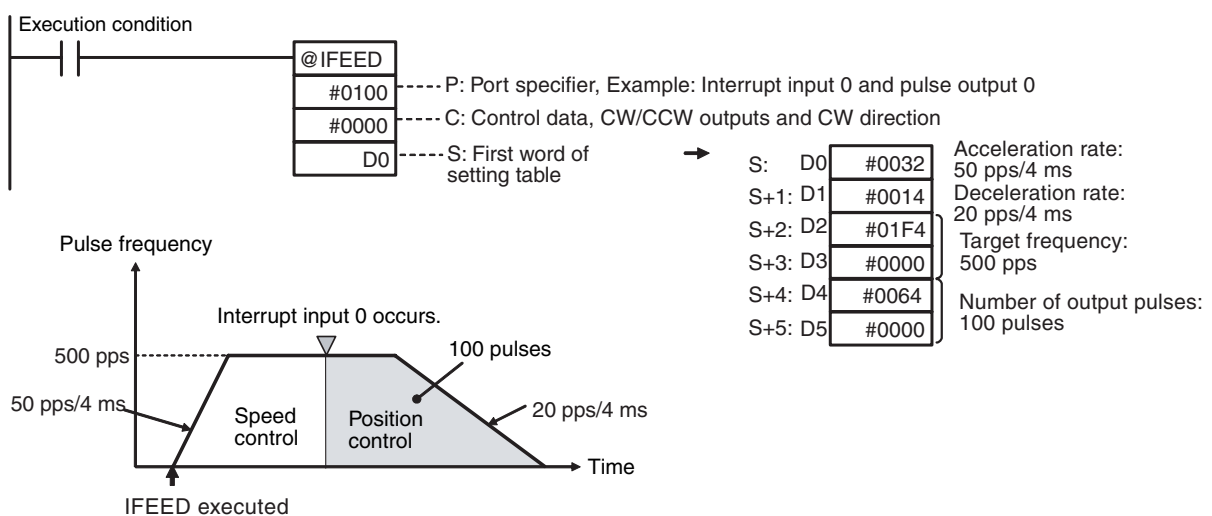 Execution condition
@IFEED
#0100
P: Port specifier, Example: Interrupt input 0 and pulse output 0
#0000
C: Control data, CW/CCW outputs and CW direction
D0
S: First word of
setting table
S: D0 #0032
Acceleration rate:
50 pps/4 ms
S+1: D1 #0014
Deceleration rate:
20 pps/4 ms
S+2: D2 #01F4
S+3: D3 #0000
Target frequency:
500 pps
S+4: D4 #0064
S+5: D5 #0000
Number of output pulses:
100 pulses
Pulse frequency
Interrupt input 0 occurs.
500 pps
100 pulses
50 pps/4 ms
Speed
control
Position
control
20 pps/4 ms
Time
IFEED executed